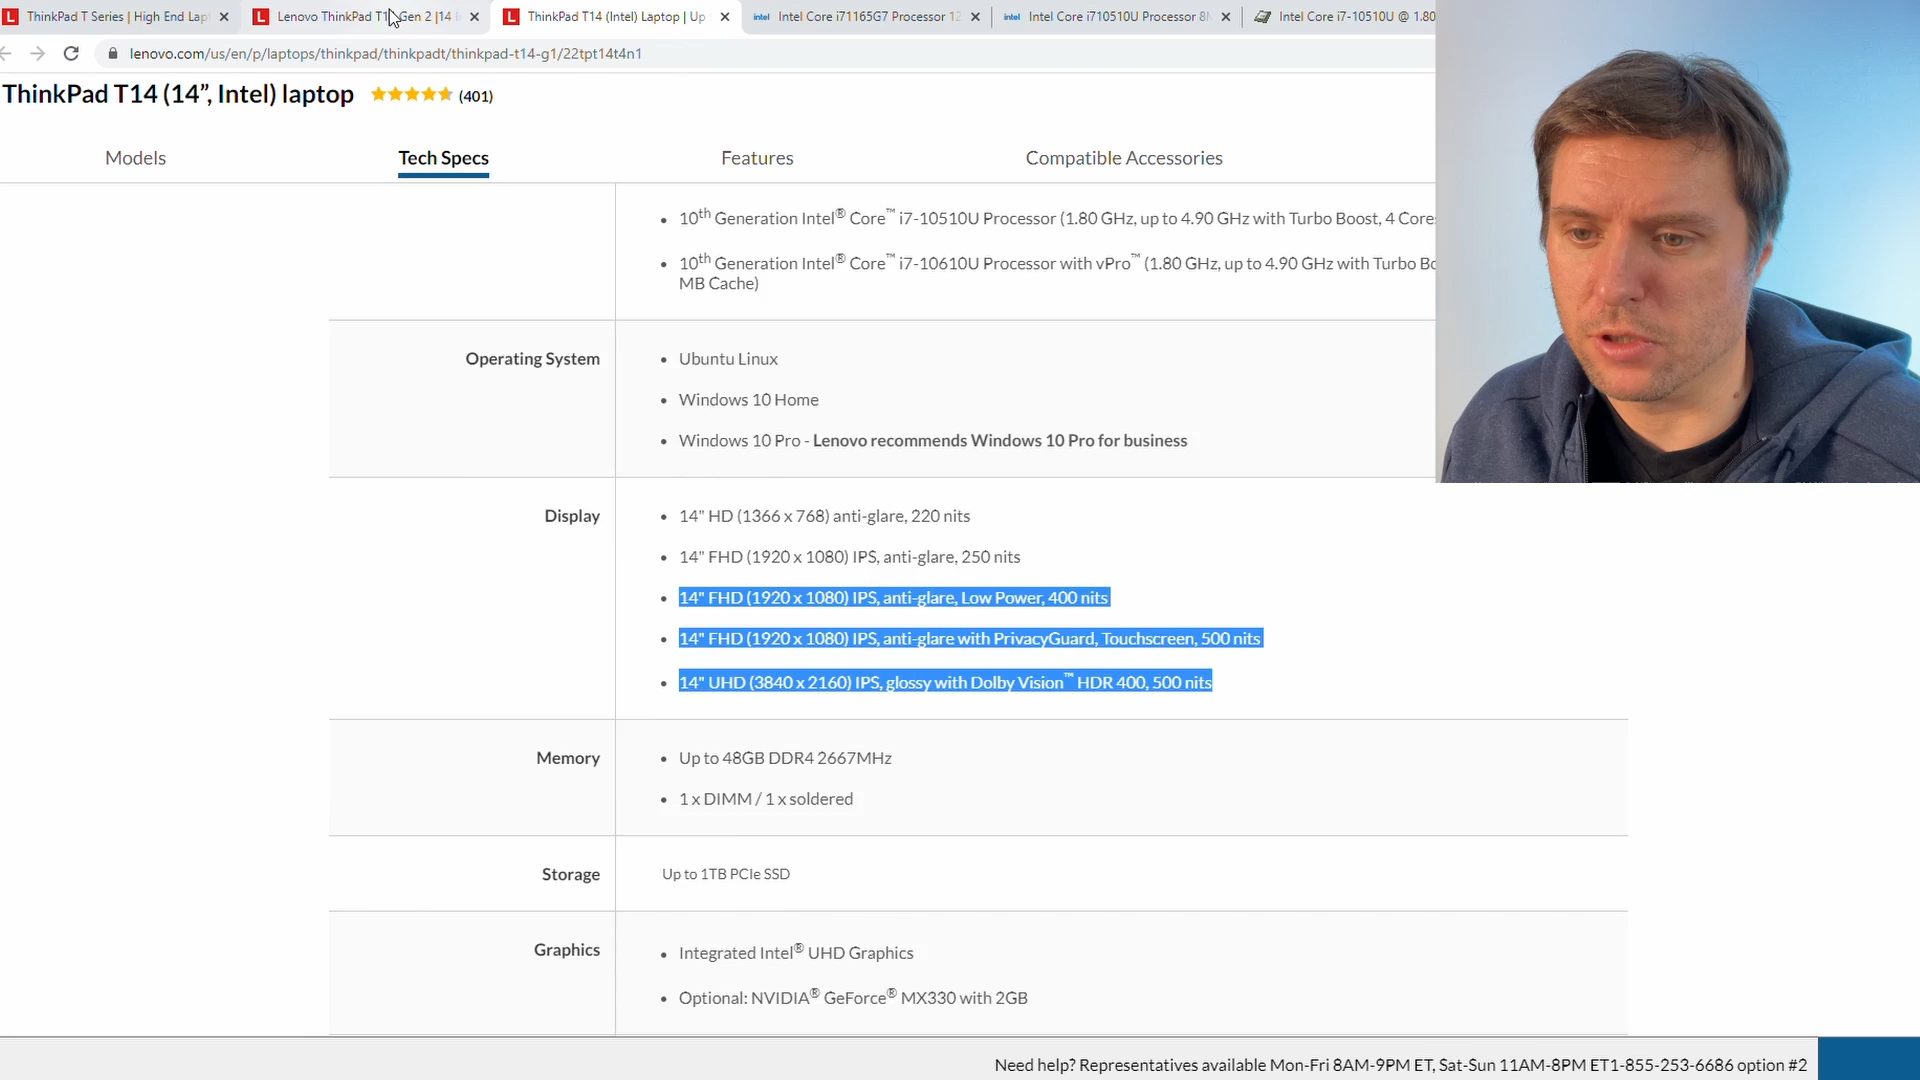 ThinkPad T Series | High End Lap
Lenovo ThinkPad T1 Gen 2 |14
ThinkPad T14 (Intel) Laptop | Up
intel Intel Core i71165G7 Processor 12
intel Intel Core i710510U Processor 8
Intel Core i7-10510U @ 1.80
lenovo.com/us/en/p/laptops/thinkpad/thinkpadt/thinkpad-t14-g1/22tpt14t4n1
ThinkPad T14 (14”, Intel) laptop (401)
Models Tech Specs Features Compatible Accessories
• 10th Generation Intel® Core™ i7-10510U Processor (1.80 GHz, up to 4.90 GHz with Turbo Boost, 4 Core
• 10th Generation Intel® Core™ i7-10610U Processor with vPro™ (1.80 GHz, up to 4.90 GHz with Turbo Bo
MB Cache)
Operating System
• Ubuntu Linux
• Windows 10 Home
• Windows 10 Pro - Lenovo recommends Windows 10 Pro for business
Display
• 14" HD (1366 x 768) anti-glare, 220 nits
• 14" FHD (1920 x 1080) IPS, anti-glare, 250 nits
• 14" FHD (1920 x 1080) IPS, anti-glare, Low Power, 400 nits
• 14" FHD (1920 x 1080) IPS, anti-glare with PrivacyGuard, Touchscreen, 500 nits
• 14" UHD (3840 x 2160) IPS, glossy with Dolby Vision™ HDR 400, 500 nits
Memory
• Up to 48GB DDR4 2667MHz
• 1 x DIMM / 1 x soldered
Storage
Up to 1TB PCIe SSD
Graphics
• Integrated Intel® UHD Graphics
• Optional: NVIDIA® GeForce® MX330 with 2GB
Need help? Representatives available Mon-Fri 8AM-9PM ET, Sat-Sun 11AM-8PM ET1-855-253-6686 option #2